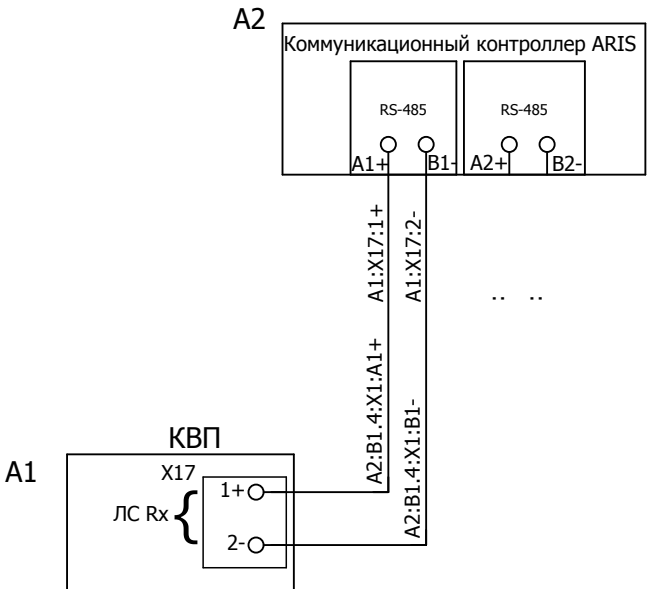 A2
Коммуникационный контроллер ARIS
RS-485
RS-485
A1+
B1-
A2+
B2-
A1:X17:1+
A1:X17:2-
.. ..
A2:B1.4:X1:A1+
A2:B1.4:X1:B1-
КВП
A1
X17
1+
ЛС Rx
2-